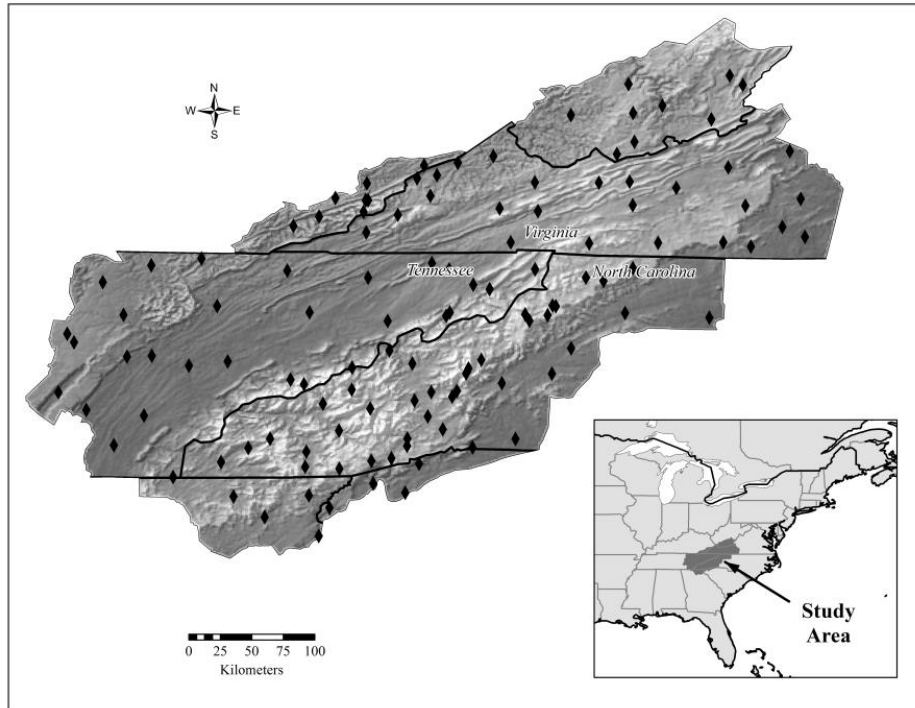 N
W E
S
Virginia
Tennessee
North Carolina
0 25 50 75 100
Kilometers
Study
Area